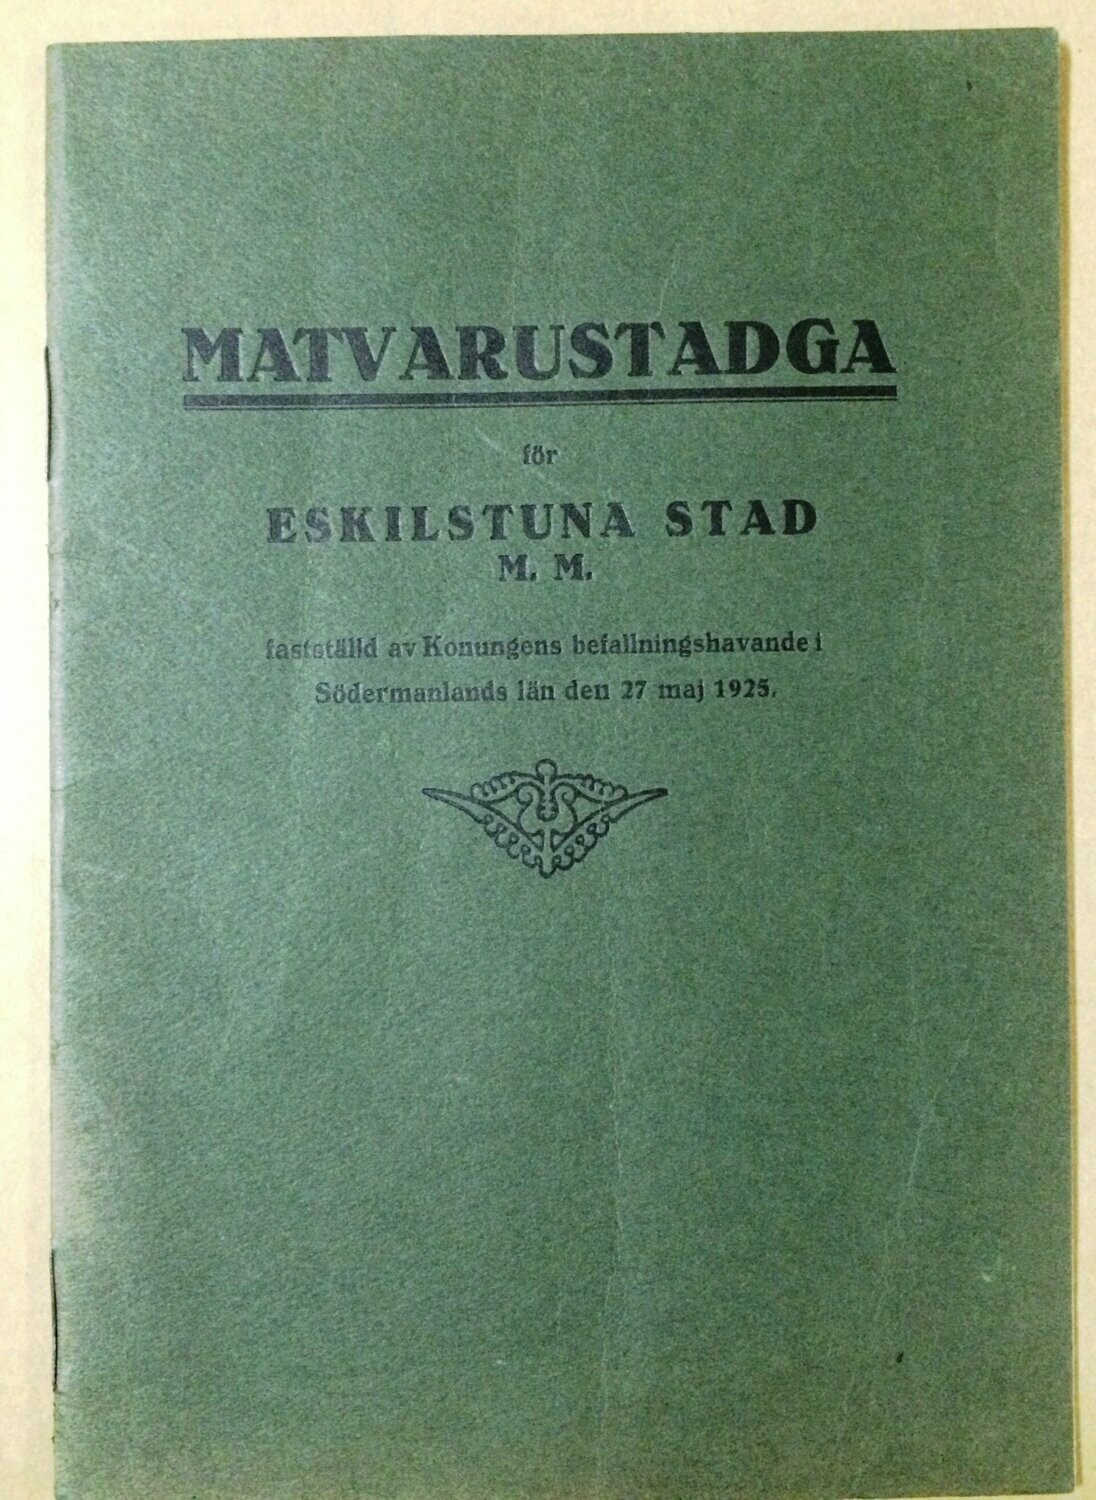 MATVARUSTADGA
för
ESKILSTUNA STAD
M. M.
fastställd av Konungens befallningshavande i
Södermanlands län den 27 maj 1925.